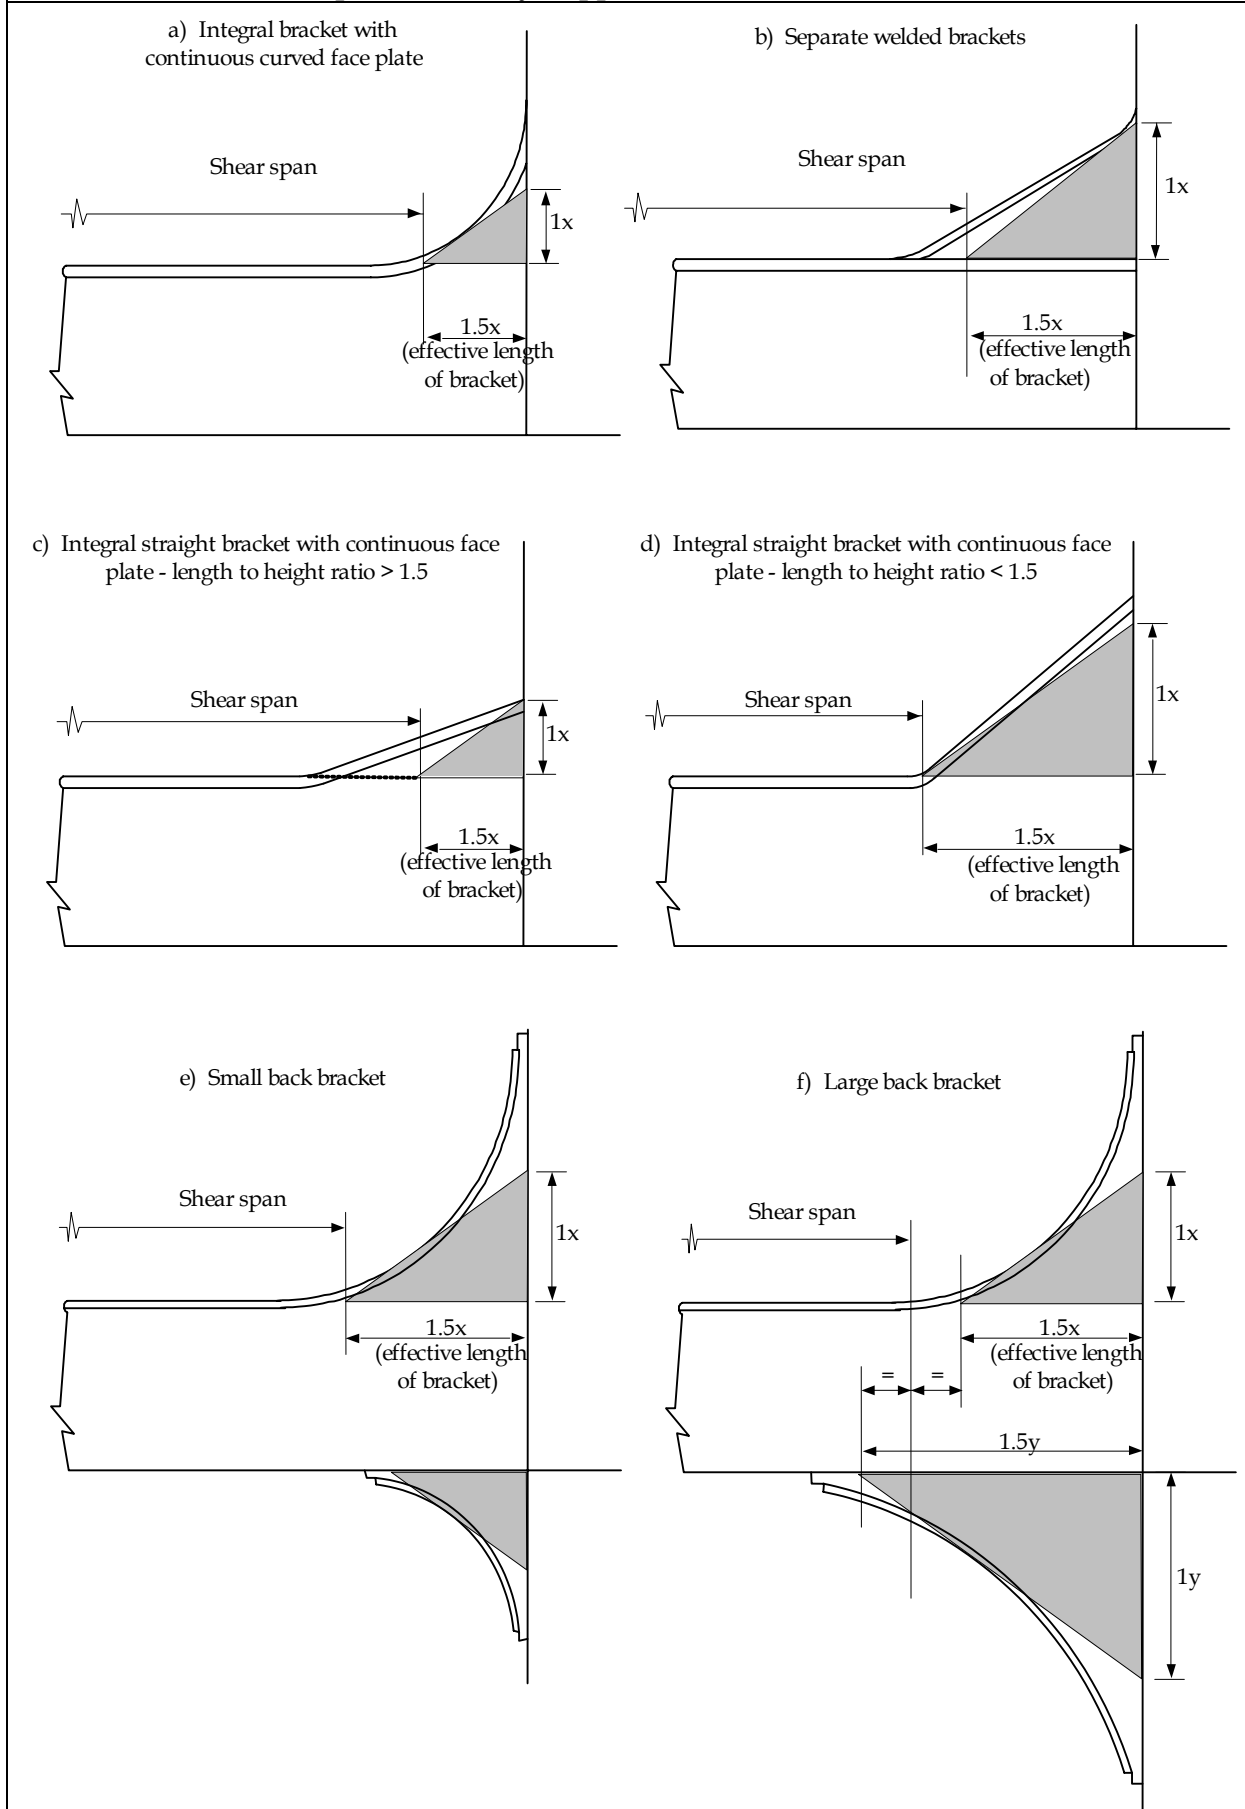 a) Integral bracket with
continuous curved face plate
Shear span
1x
1.5x
(effective length
of bracket)
b) Separate welded brackets
Shear span
1x
1.5x
(effective length
of bracket)
c) Integral straight bracket with continuous face
plate - length to height ratio > 1.5
Shear span
1x
1.5x
(effective length
of bracket)
d) Integral straight bracket with continuous face
plate - length to height ratio < 1.5
Shear span
1x
1.5x
(effective length
of bracket)
e) Small back bracket
Shear span
1x
1.5x
(effective length
of bracket)
f) Large back bracket
Shear span
1x
1.5x
(effective length
of bracket)
= =
1.5y
1y